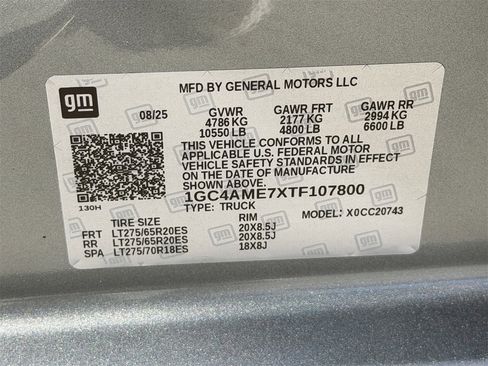 gm
MFD BY GENERAL MOTORS LLC
08/25 GVWR GAWR FRT GAWR RR
4786 KG 2177 KG 2994 KG
10550 LB 4800 LB 6600 LB
THIS VEHICLE CONFORMS TO ALL
APPLICABLE U.S. FEDERAL MOTOR
VEHICLE SAFETY STANDARDS IN EFFECT
ON THE DATE OF MANUFACTURE
SHOWN ABOVE.
1GC4AME7XTF107800
130H TYPE: TRUCK MODEL: X0CC20743
TIRE SIZE RIM
FRT LT275/65R20ES 20X8.5J
RR LT275/65R20ES 20X8.5J
SPA LT275/70R18ES 18X8J